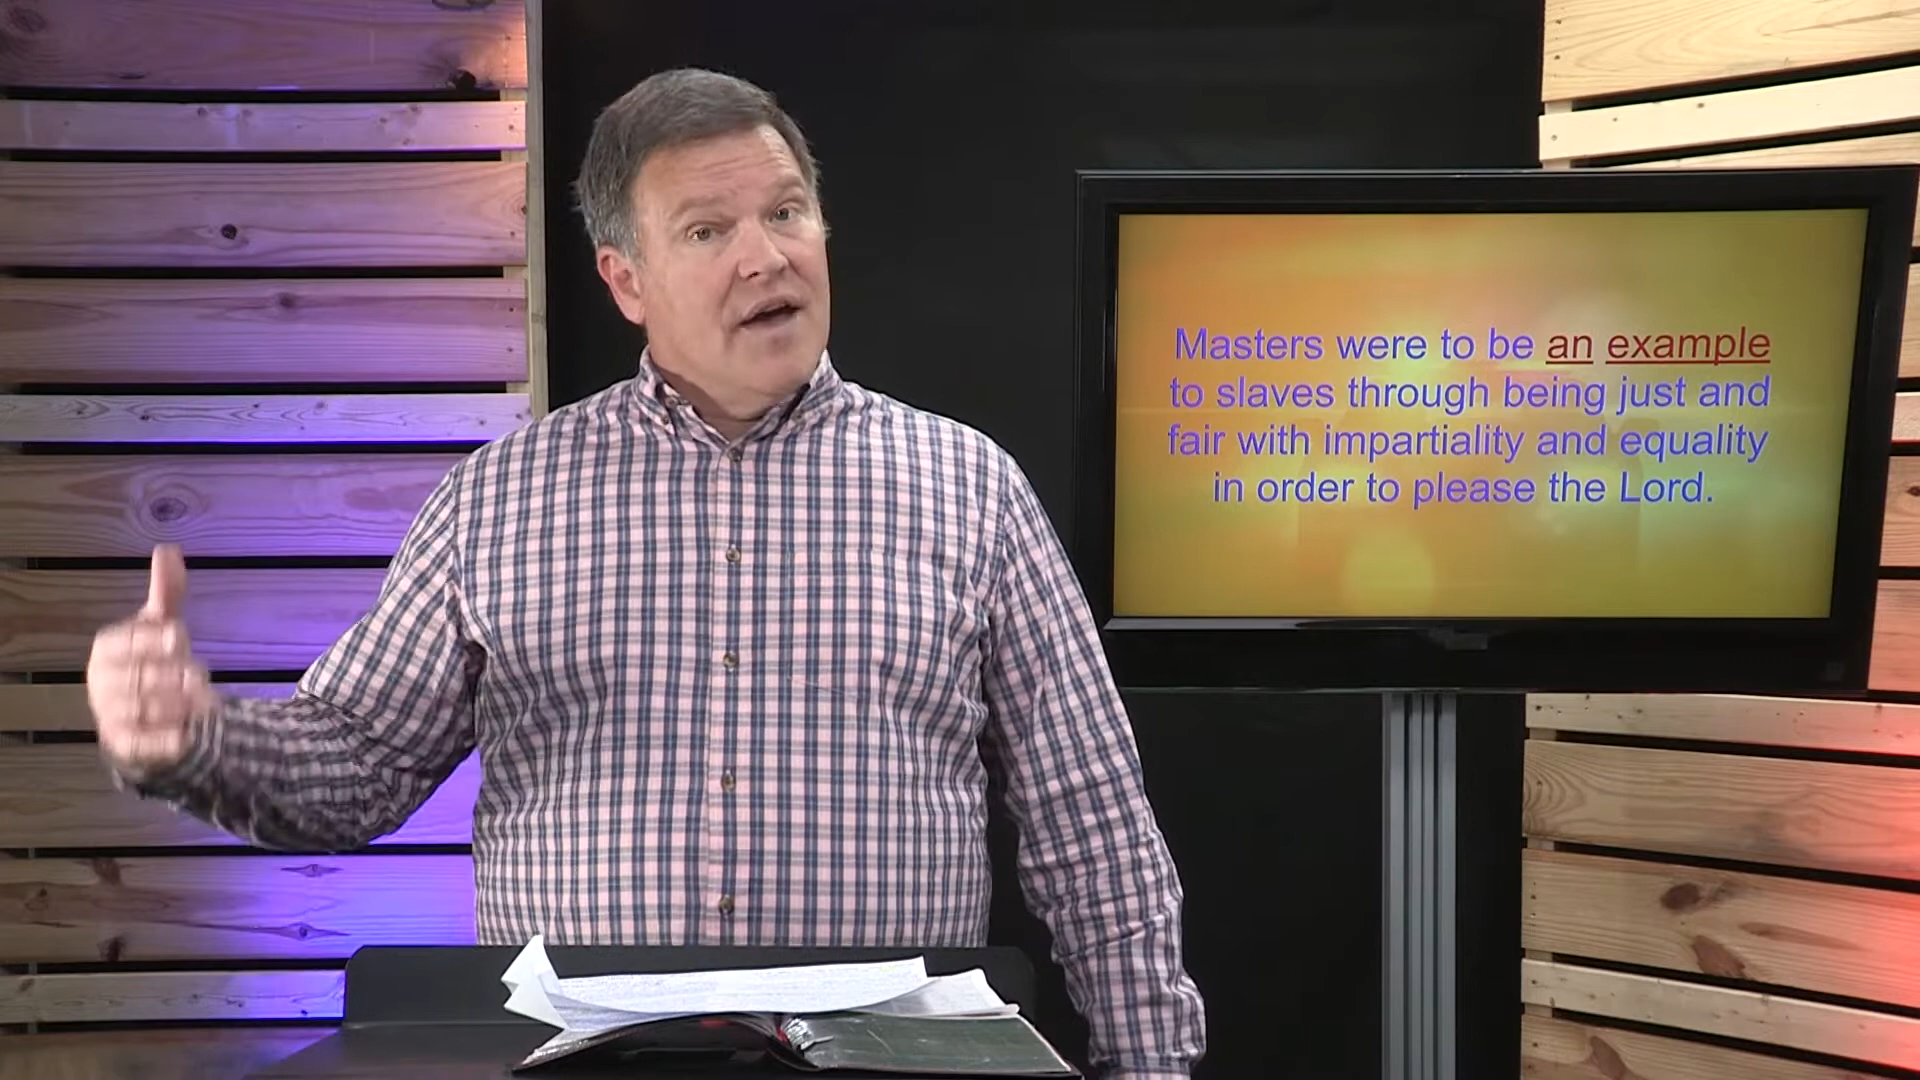 Masters were to be an example
to slaves through being just and
fair with impartiality and equality
in order to please the Lord.